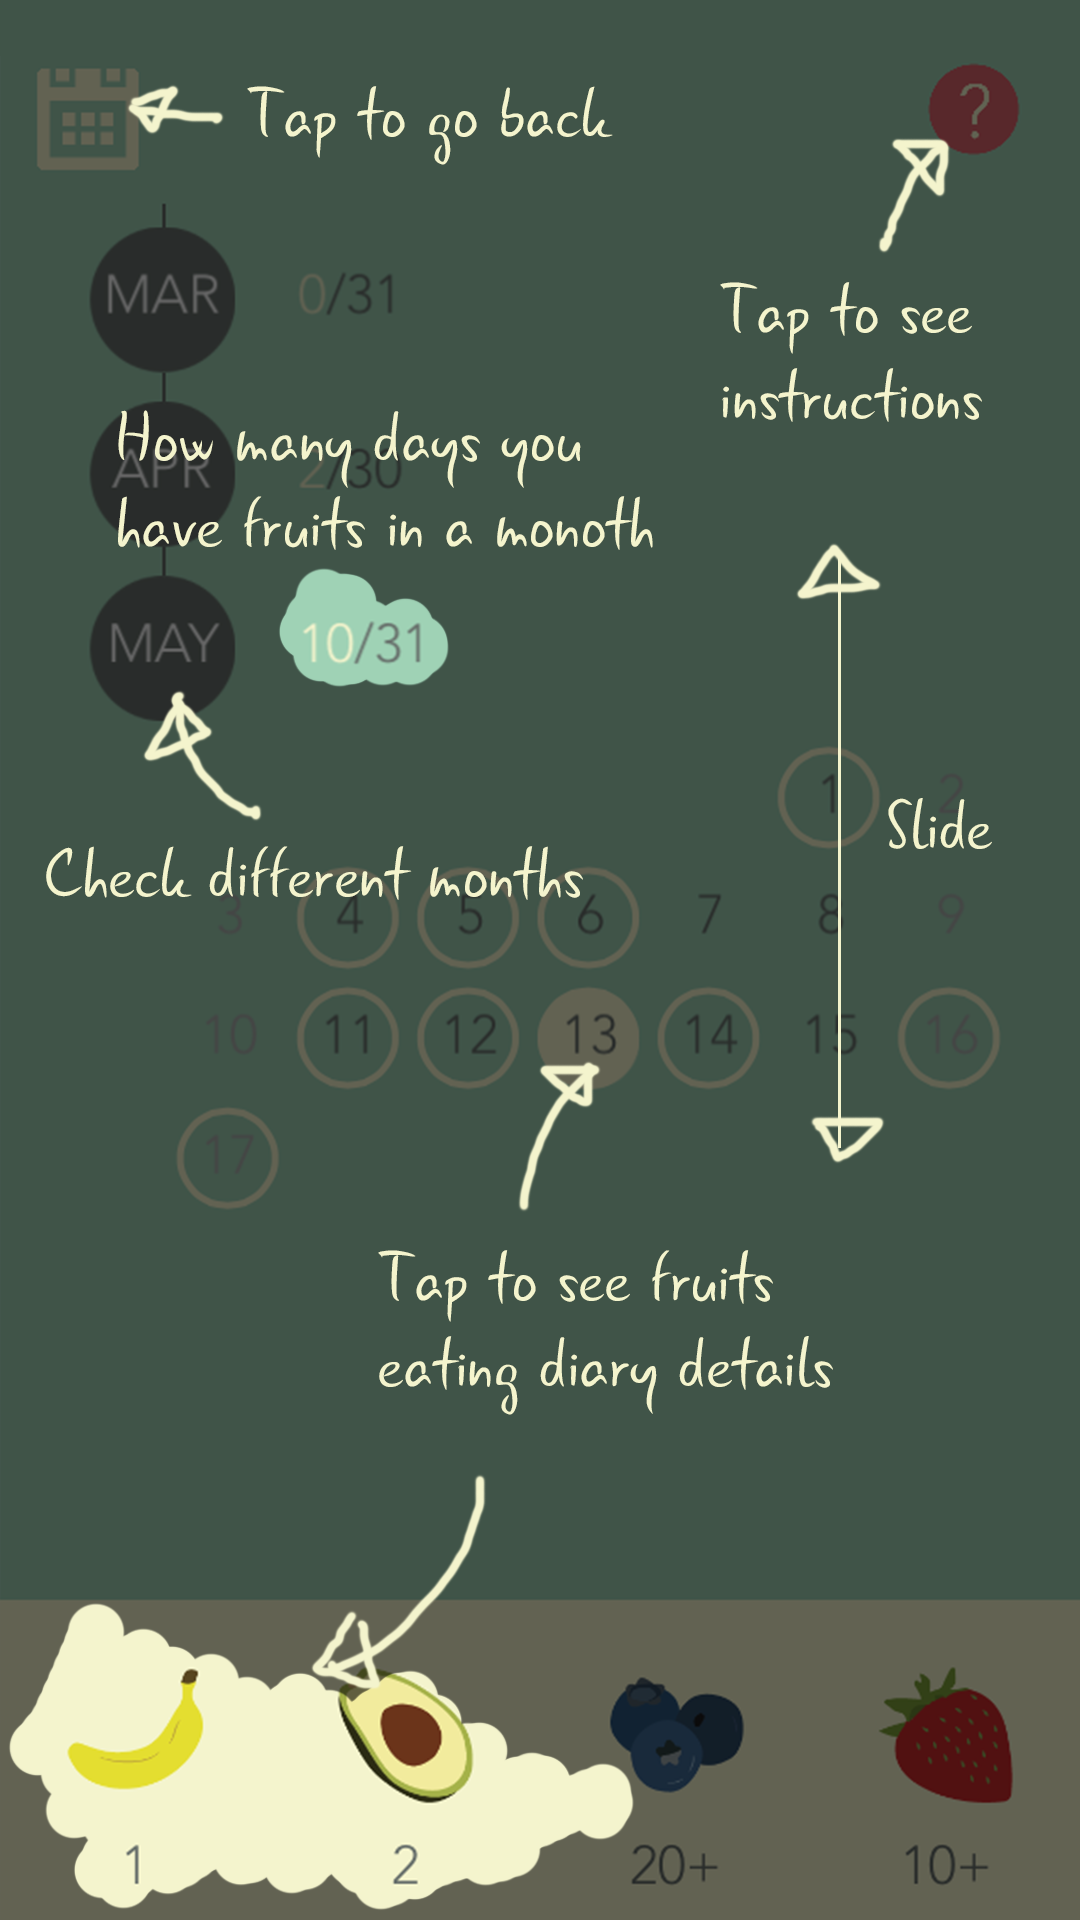 Tap to go back
?
MAR 0/31
Tap to see
instructions
How many days you
have fruits in a monoth
APR 2/30
MAY 10/31
1 2
Slide
Check different months
3 4 5 6 7 8 9
10 11 12 13 14 15 16
17
Tap to see fruits
eating diary details
1 2 20+ 10+